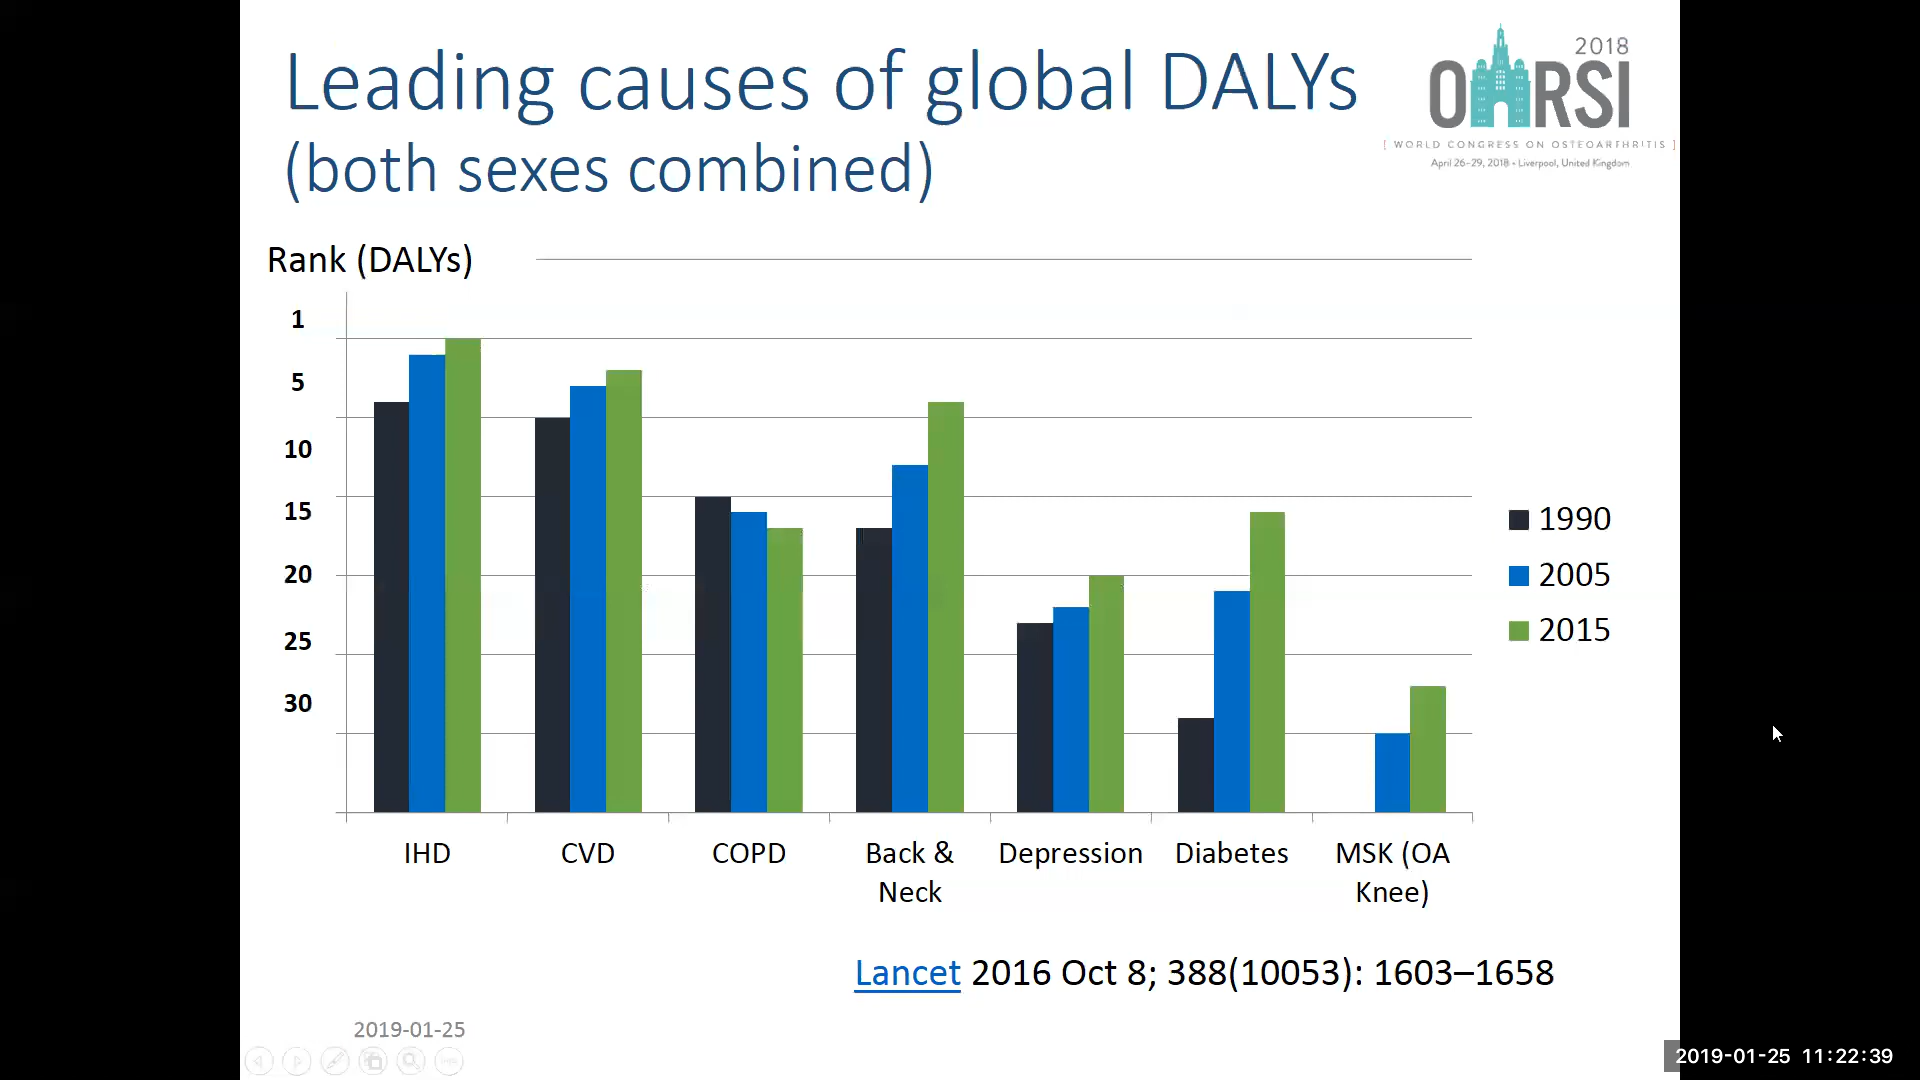 Leading causes of global DALYs
(both sexes combined)
2018
OARSI
[ WORLD CONGRESS ON OSTEOARTHRITIS ]
April 26–29, 2018 • Liverpool, United Kingdom
Rank (DALYs)
1
5
10
15
20
25
30
1990
2005
2015
IHD
CVD
COPD
Back &
Neck
Depression
Diabetes
MSK (OA
Knee)
Lancet 2016 Oct 8; 388(10053): 1603–1658
2019-01-25
2019-01-25 11:22:39